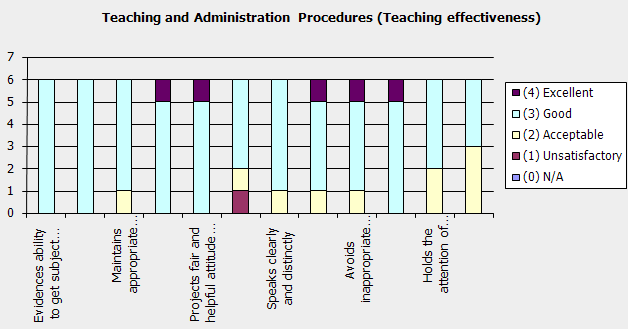 Teaching and Administration Procedures (Teaching effectiveness)
7
6
5
4
3
2
1
0
Evidences ability
to get subject...
Maintains
appropriate...
Projects fair and
helpful attitude...
Speaks clearly
and distinctly
Avoids
inappropriate...
Holds the
attention of...
(4) Excellent
(3) Good
(2) Acceptable
(1) Unsatisfactory
(0) N/A